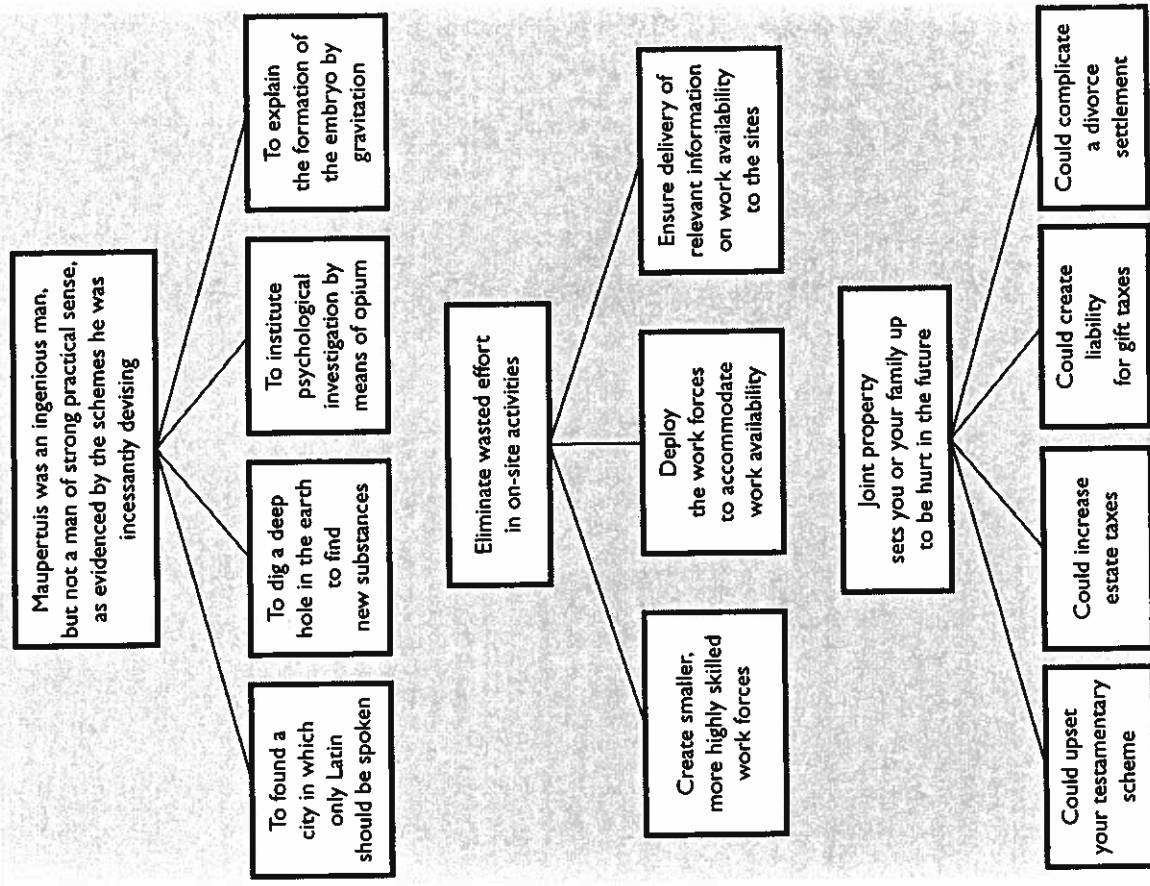 Maupertuis was an ingenious man,
but not a man of strong practical sense,
as evidenced by the schemes he was
incessantly devising
To found a
city in which
only Latin
should be spoken
To dig a deep
hole in the earth
to find
new substances
To institute
psychological
investigation by
means of opium
To explain
the formation of
the embryo by
gravitation
Eliminate wasted effort
in on-site activities
Create smaller,
more highly skilled
work forces
Deploy
the work forces
to accommodate
work availability
Ensure delivery of
relevant information
on work availability
to the sites
Joint property
sets you or your family up
to be hurt in the future
Could upset
your testamentary
scheme
Could increase
estate taxes
Could create
liability
for gift taxes
Could complicate
a divorce
settlement